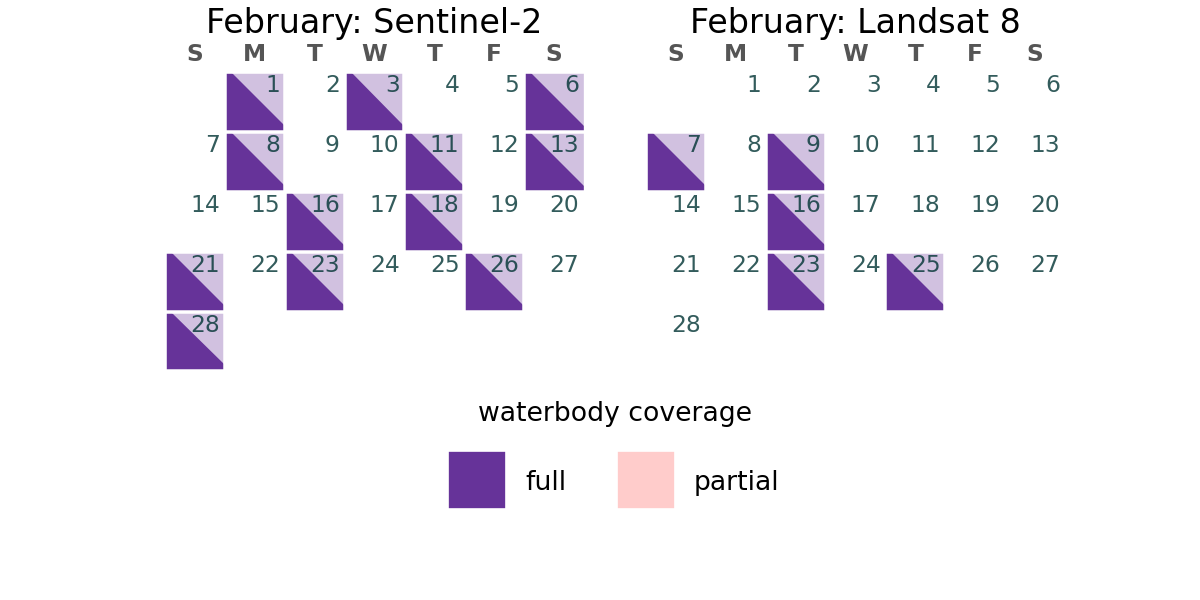 February: Sentinel-2
S M T W T F S
1 2 3 4 5 6
7 8 9 10 11 12 13
14 15 16 17 18 19 20
21 22 23 24 25 26 27
28
February: Landsat 8
S M T W T F S
1 2 3 4 5 6
7 8 9 10 11 12 13
14 15 16 17 18 19 20
21 22 23 24 25 26 27
28
waterbody coverage
full
partial